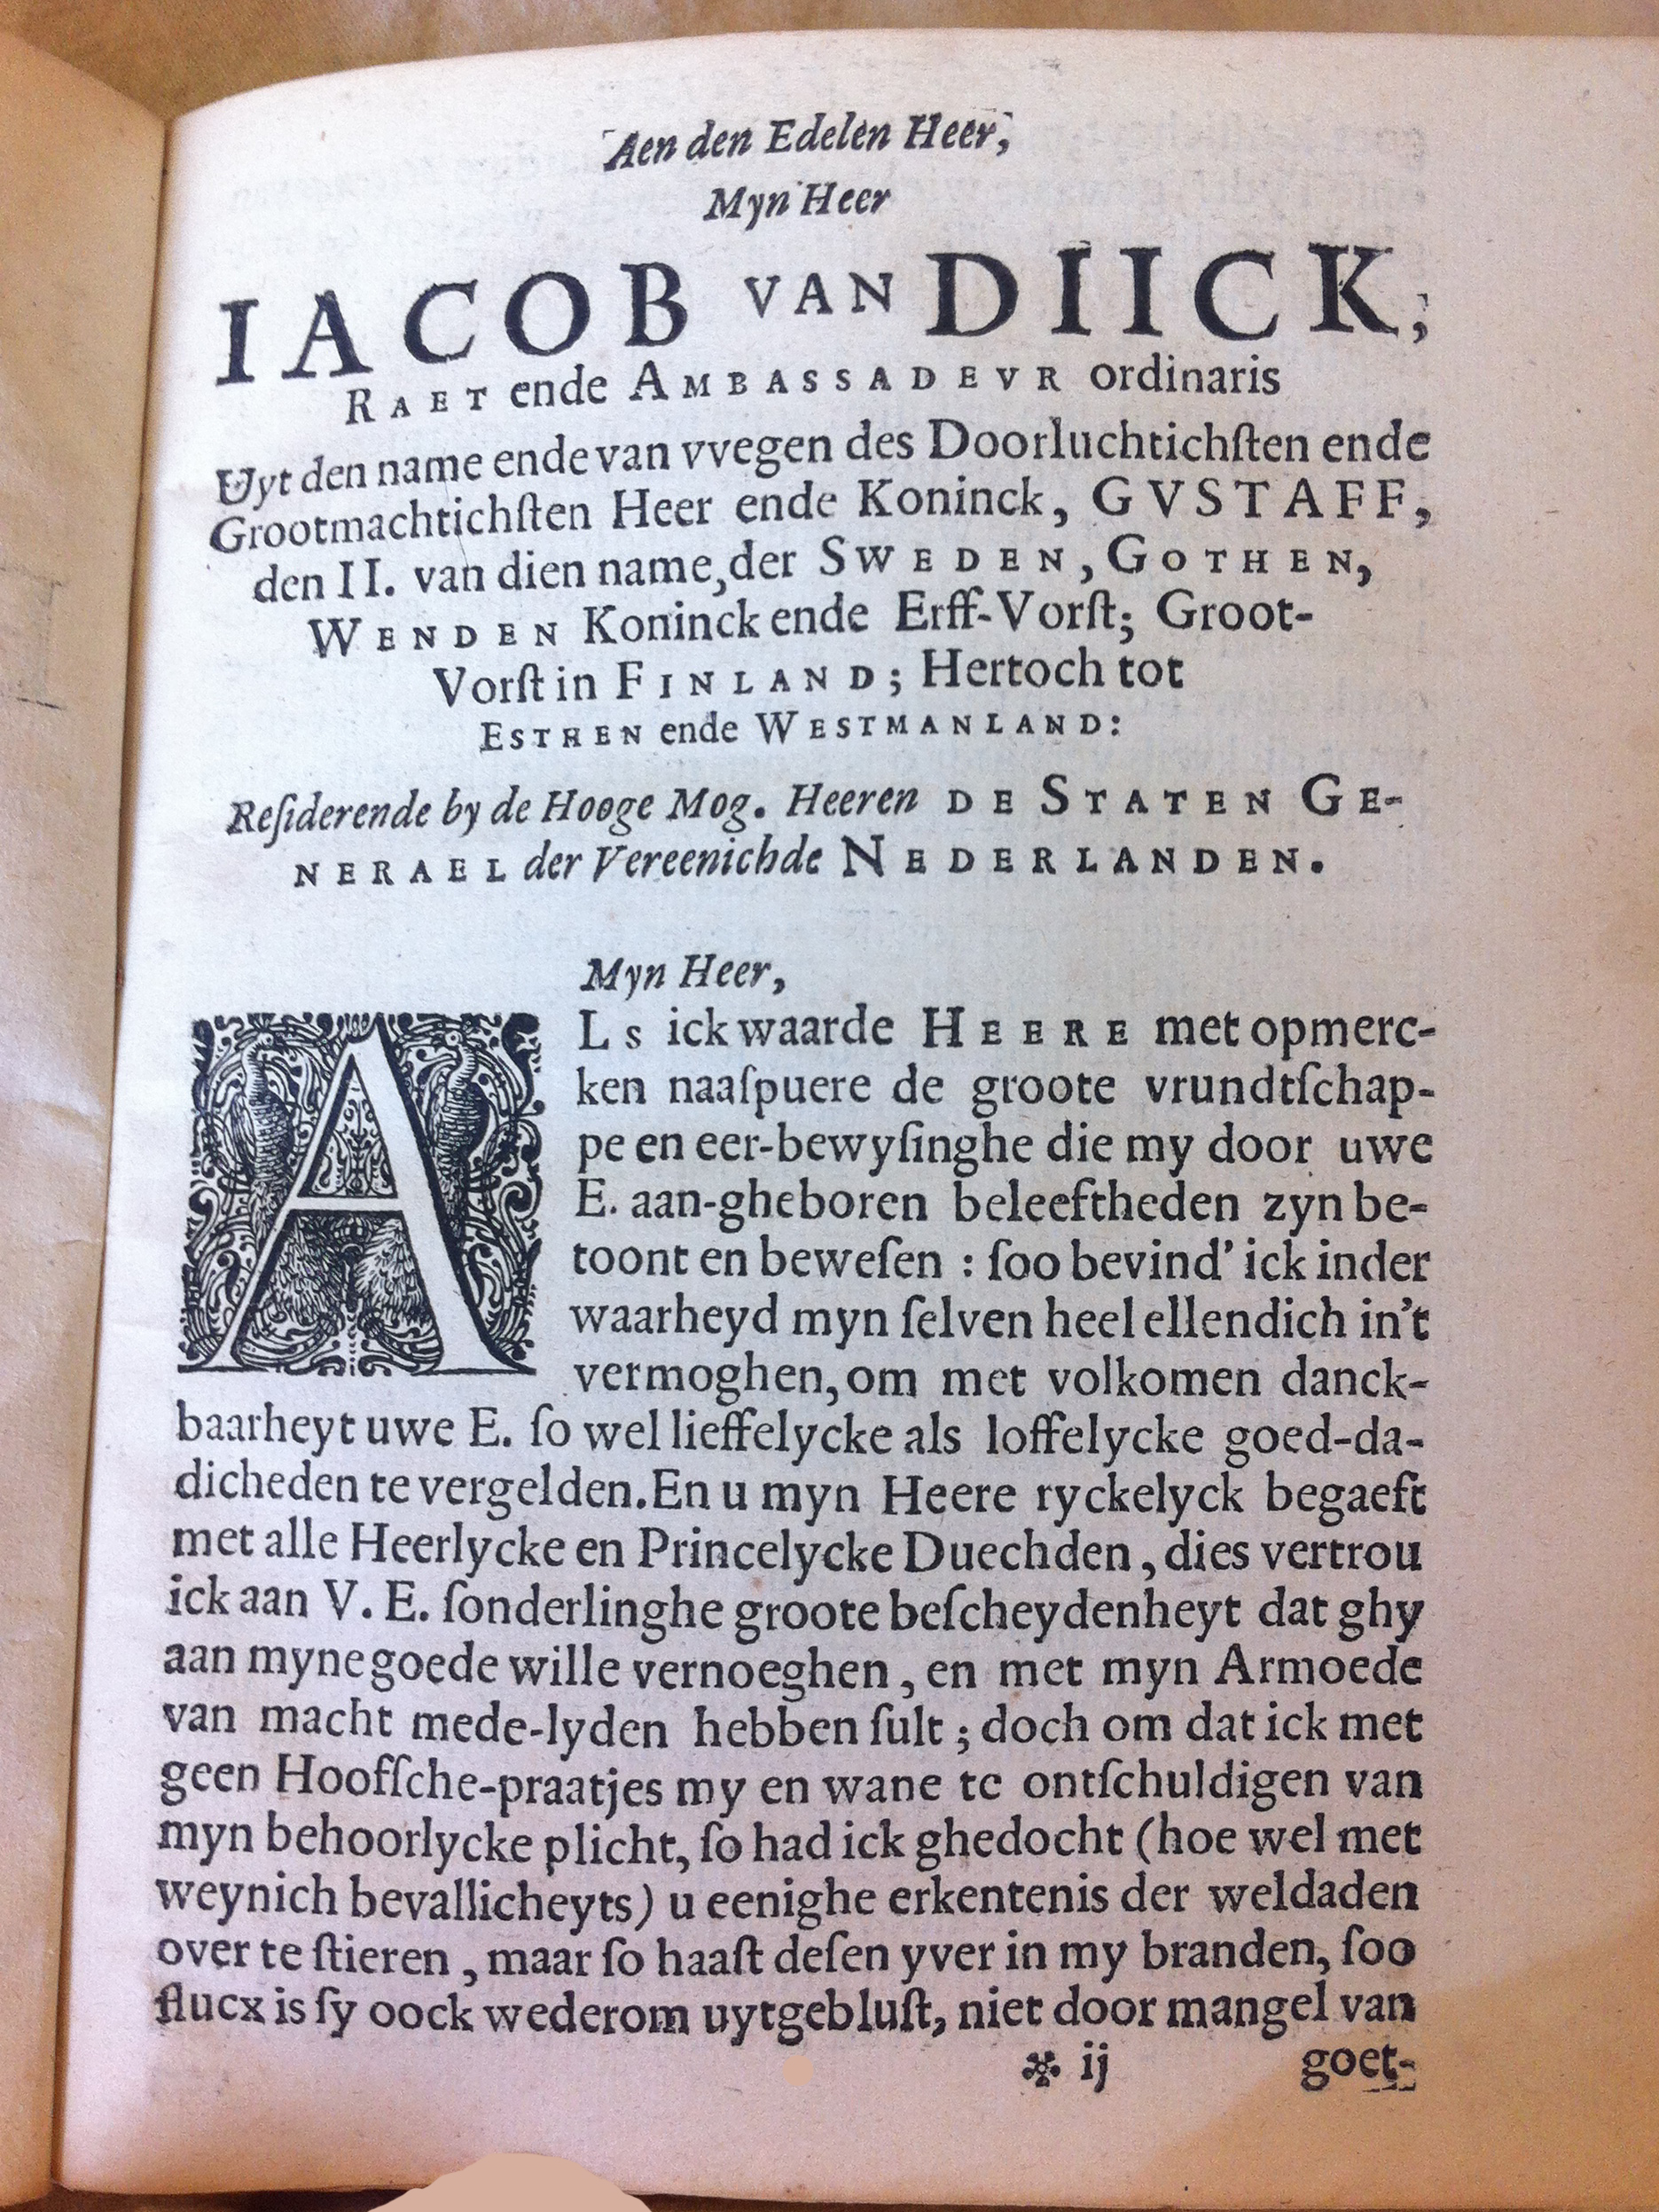 Aen den Edelen Heer,
Myn Heer
IACOB VAN DIICK,
RAET ende AMBASSADEVR ordinaris
Uyt den name ende van vvegen des Doorluchtichſten ende
Grootmachtichſten Heer ende Koninck, GVSTAFF,
den II. van dien name, der SWEDEN, GOTHEN,
WENDEN Koninck ende Erff-Vorſt; Groot-
Vorſt in FINLAND; Hertoch tot
ESTHEN ende WESTMANLAND:
Reſiderende by de Hooge Mog. Heeren DE STATEN GE-
NERAEL der Vereenichde NEDERLANDEN.
Myn Heer,
ALs ick waarde HEERE met opmerc-
ken naaſpuere de groote vrundtſchap-
pe en eer-bewyſinghe die my door uwe
E. aan-gheboren beleeftheden zyn be-
toont en beweſen : ſoo bevind' ick inder
waarheyd myn ſelven heel ellendich in't
vermoghen, om met volkomen danck-
baarheyt uwe E. ſo wel lieffelycke als loffelycke goed-da-
dicheden te vergelden. En u myn Heere ryckelyck begaeft
met alle Heerlycke en Princelycke Duechden, dies vertrou
ick aan V. E. ſonderlinghe groote beſcheydenheyt dat ghy
aan myne goede wille vernoeghen, en met myn Armoede
van macht mede-lyden hebben ſult; doch om dat ick met
geen Hoofſche-praatjes my en wane te ontſchuldigen van
myn behoorlycke plicht, ſo had ick ghedocht (hoe wel met
weynich bevallicheyts) u eenighe erkentenis der weldaden
over te ſtieren, maar ſo haaſt deſen yver in my branden, ſoo
flucx is ſy oock wederom uytgebluſt, niet door mangel van
✤ ij goet-